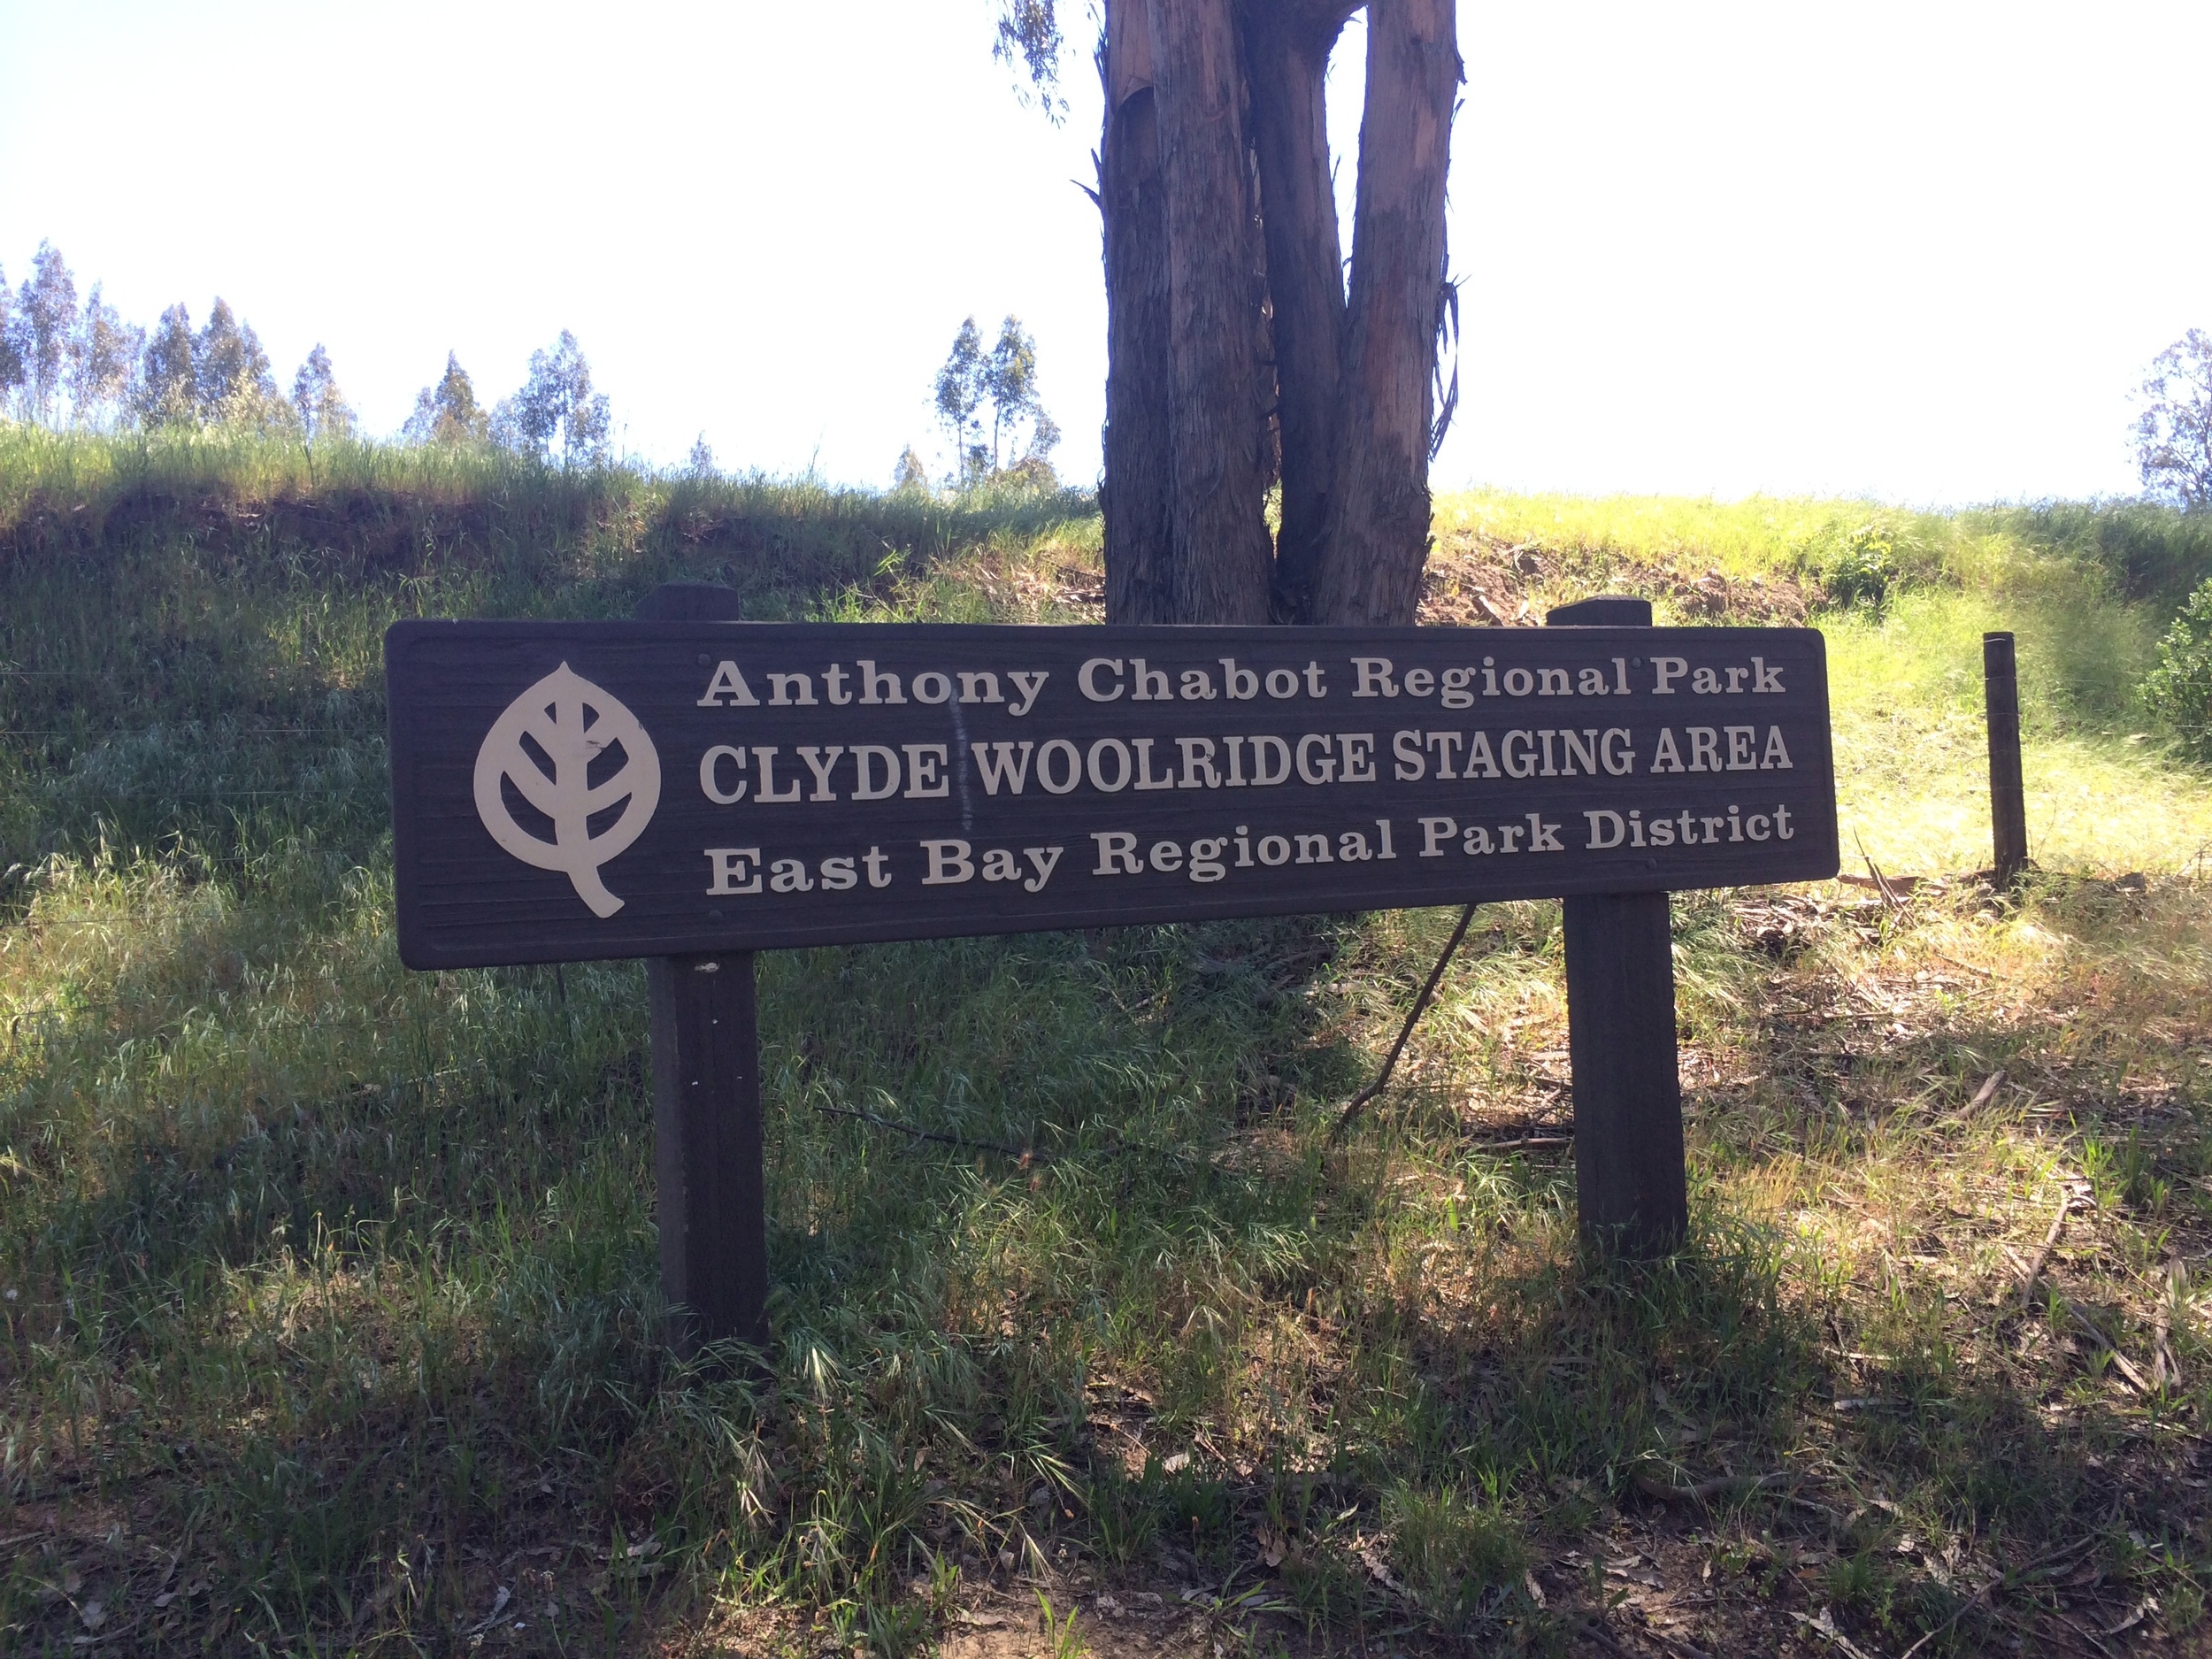 Anthony Chabot Regional Park
CLYDE WOOLRIDGE STAGING AREA
East Bay Regional Park District